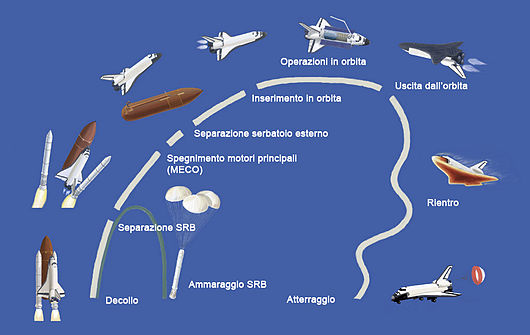 Operazioni in orbita
Uscita dall'orbita
Inserimento in orbita
Separazione serbatoio esterno
Spegnimento motori principali
(MECO)
Rientro
Separazione SRB
Ammaraggio SRB
Decollo
Atterraggio